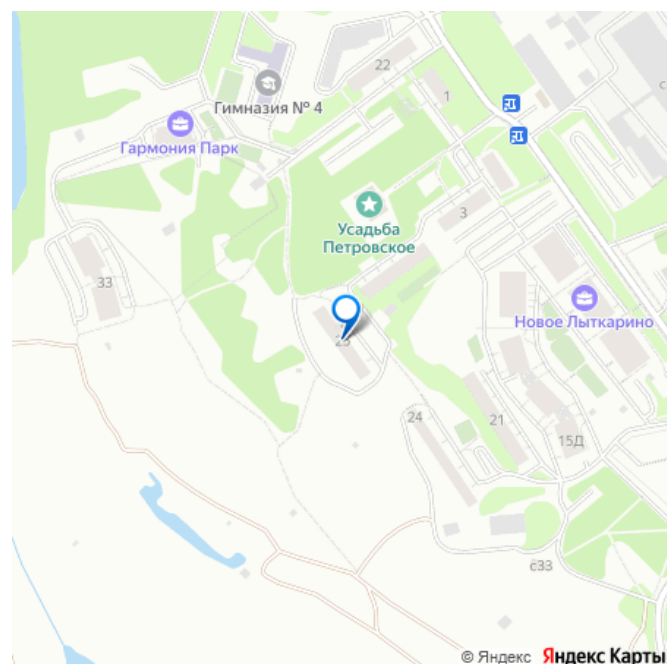 22
1
Гимназия № 4
Гармония Парк
Усадьба
Петровское
3
33
Новое Лыткарино
24
21
15Д
с33
© Яндекс Яндекс Карты